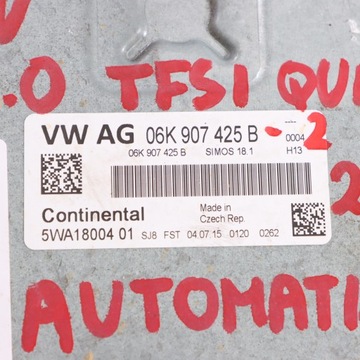 .0 TFSI QU
VW AG 06K 907 425 B -2
06K 907 425 B SIMOS 18.1 0004
H13
2
Continental Made in
Czech Rep.
5WA18004 01 SJ8 FST 04.07.15 0120 0262
AUTOMATI